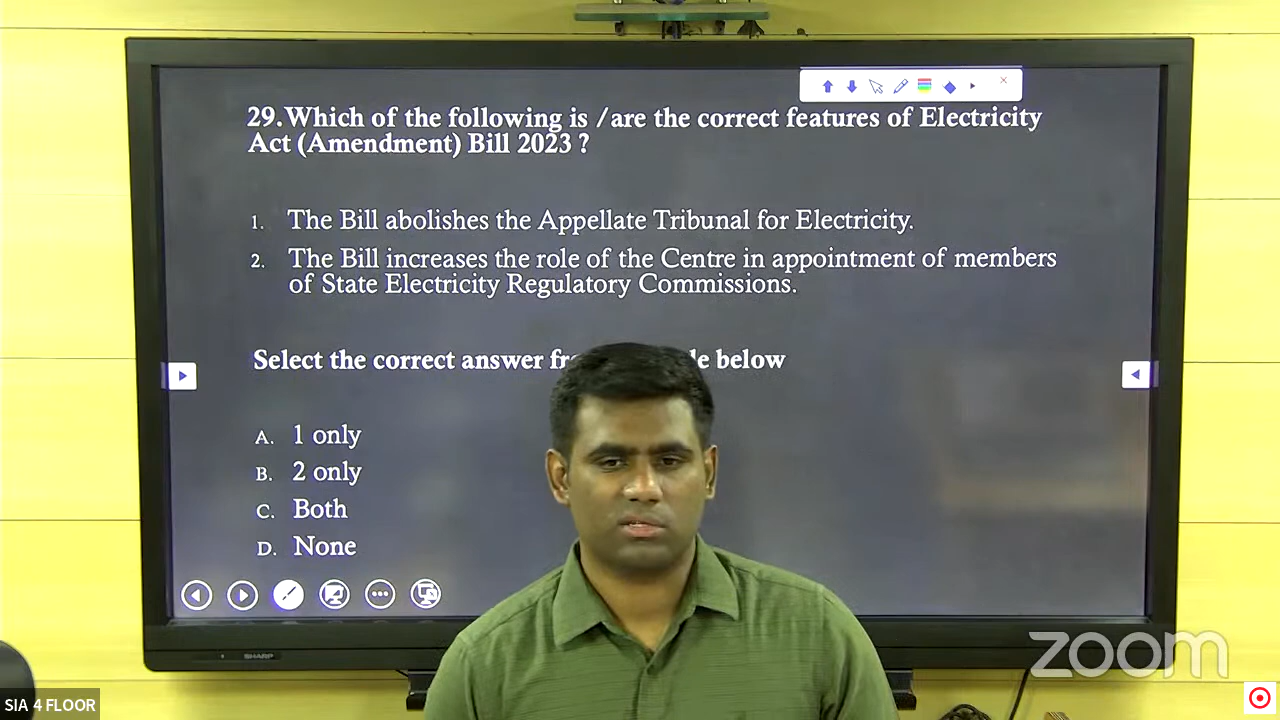 29.Which of the following is /are the correct features of Electricity
Act (Amendment) Bill 2023 ?
1. The Bill abolishes the Appellate Tribunal for Electricity.
2. The Bill increases the role of the Centre in appointment of members
of State Electricity Regulatory Commissions.
Select the correct answer below
A. 1 only
B. 2 only
C. Both
D. None
SHARP
zoom
SIA 4 FLOOR